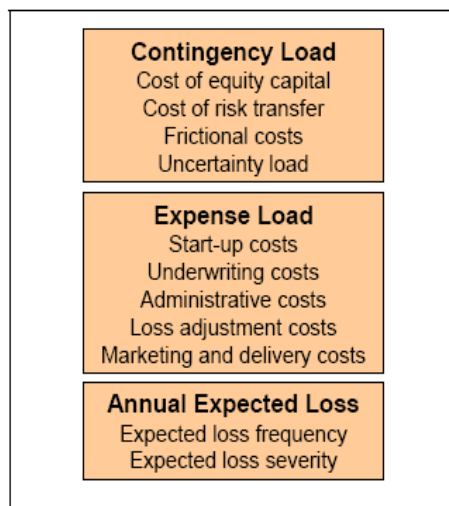 Contingency Load
Cost of equity capital
Cost of risk transfer
Frictional costs
Uncertainty load
Expense Load
Start-up costs
Underwriting costs
Administrative costs
Loss adjustment costs
Marketing and delivery costs
Annual Expected Loss
Expected loss frequency
Expected loss severity